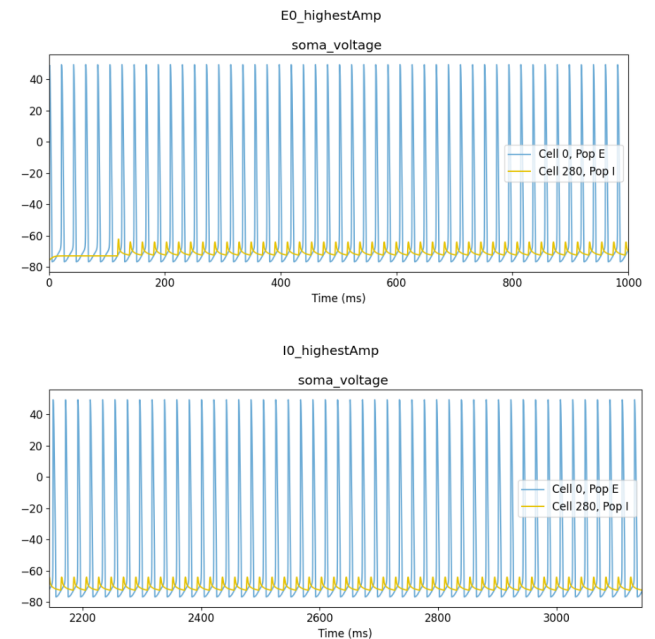 E0_highestAmp
soma_voltage
40
20
0
−20
−40
−60
−80
Cell 0, Pop E
Cell 280, Pop I
0 200 400 600 800 1000
Time (ms)
I0_highestAmp
soma_voltage
40
20
0
−20
−40
−60
−80
Cell 0, Pop E
Cell 280, Pop I
2200 2400 2600 2800 3000
Time (ms)